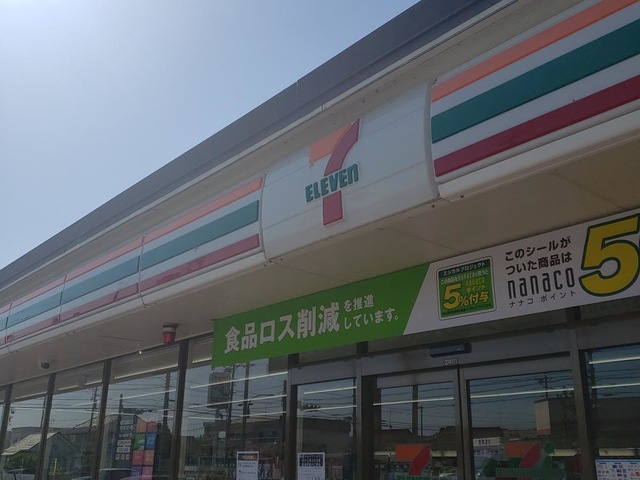 7
ELEVEn
食品ロス削減を推進しています。
エシカルプロジェクト
5%付与
このシールが
ついた商品は
nanaco
ナナコ ポイント
5